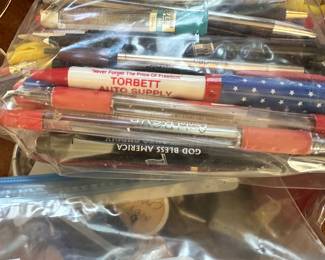 "Never Forget The Price Of Freedom"
TORBETT
AUTO SUPPLY
GOD BLESS AMERICA